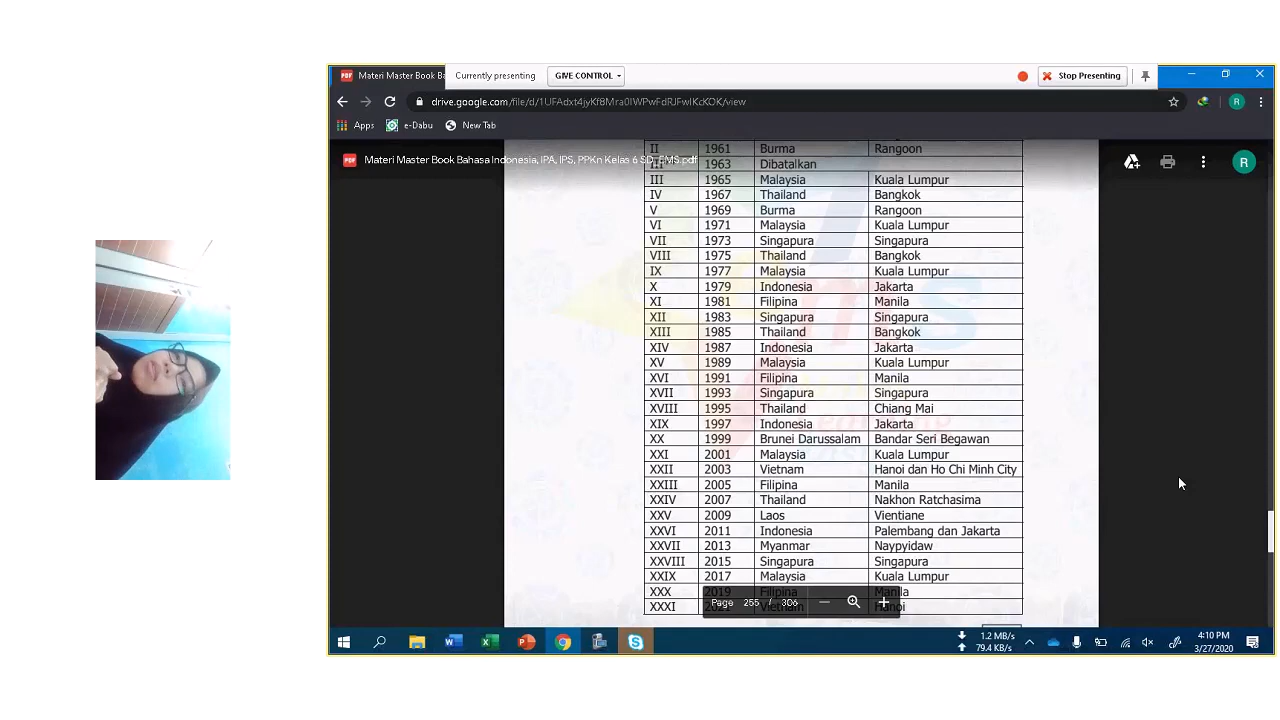 Materi Master Book Ba
Currently presenting
GIVE CONTROL
Stop Presenting
drive.google.com/file/d/1UFAdxt4jyKf8Mra0IWPwFdRJFwIKcKOK/view
R
Apps
e-Dabu
New Tab
Materi Master Book Bahasa Indonesia, IPA, IPS, PPKn Kelas 6 SD_EMS.pdf
R
II 1961 Burma Rangoon
III 1963 Dibatalkan
III 1965 Malaysia Kuala Lumpur
IV 1967 Thailand Bangkok
V 1969 Burma Rangoon
VI 1971 Malaysia Kuala Lumpur
VII 1973 Singapura Singapura
VIII 1975 Thailand Bangkok
IX 1977 Malaysia Kuala Lumpur
X 1979 Indonesia Jakarta
XI 1981 Filipina Manila
XII 1983 Singapura Singapura
XIII 1985 Thailand Bangkok
XIV 1987 Indonesia Jakarta
XV 1989 Malaysia Kuala Lumpur
XVI 1991 Filipina Manila
XVII 1993 Singapura Singapura
XVIII 1995 Thailand Chiang Mai
XIX 1997 Indonesia Jakarta
XX 1999 Brunei Darussalam Bandar Seri Begawan
XXI 2001 Malaysia Kuala Lumpur
XXII 2003 Vietnam Hanoi dan Ho Chi Minh City
XXIII 2005 Filipina Manila
XXIV 2007 Thailand Nakhon Ratchasima
XXV 2009 Laos Vientiane
XXVI 2011 Indonesia Palembang dan Jakarta
XXVII 2013 Myanmar Naypyidaw
XXVIII 2015 Singapura Singapura
XXIX 2017 Malaysia Kuala Lumpur
XXX 2019 Filipina Manila
XXXI 2021 Vietnam Hanoi
Page 255 / 306
1.2 MB/s
79.4 KB/s
4:10 PM
3/27/2020